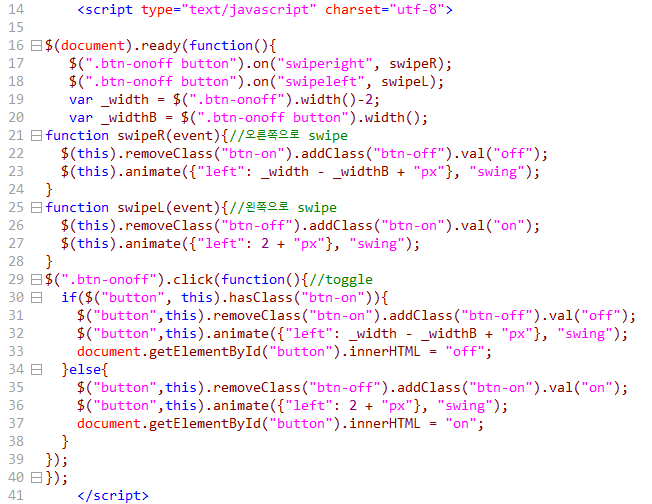 14 <script type="text/javascript" charset="utf-8">
15
16 $(document).ready(function(){
17 $(".btn-onoff button").on("swiperight", swipeR);
18 $(".btn-onoff button").on("swipeleft", swipeL);
19 var _width = $(".btn-onoff").width()-2;
20 var _widthB = $(".btn-onoff button").width();
21 function swipeR(event){//오른쪽으로 swipe
22 $(this).removeClass("btn-on").addClass("btn-off").val("off");
23 $(this).animate({"left": _width - _widthB + "px"}, "swing");
24 }
25 function swipeL(event){//왼쪽으로 swipe
26 $(this).removeClass("btn-off").addClass("btn-on").val("on");
27 $(this).animate({"left": 2 + "px"}, "swing");
28 }
29 $(".btn-onoff").click(function(){//toggle
30 if($("button", this).hasClass("btn-on")){
31 $("button",this).removeClass("btn-on").addClass("btn-off").val("off");
32 $("button",this).animate({"left": _width - _widthB + "px"}, "swing");
33 document.getElementById("button").innerHTML = "off";
34 }else{
35 $("button",this).removeClass("btn-off").addClass("btn-on").val("on");
36 $("button",this).animate({"left": 2 + "px"}, "swing");
37 document.getElementById("button").innerHTML = "on";
38 }
39 });
40 });
41 </script>